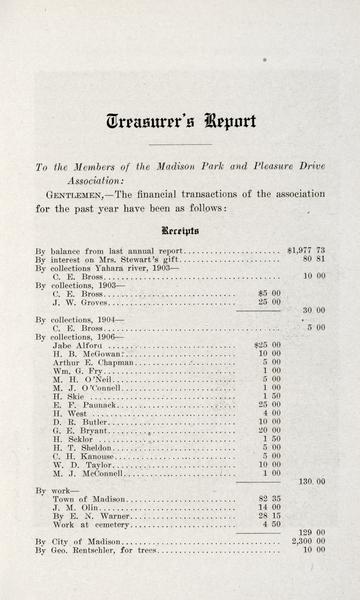 Treasurer's Report
To the Members of the Madison Park and Pleasure Drive
Association:
GENTLEMEN,—The financial transactions of the association
for the past year have been as follows:
Receipts
By balance from last annual report...................... $1,977 73
By interest on Mrs. Stewart's gift...................... 80 81
By collections Yahara river, 1903—
C. E. Bross...................... 10 00
By collections, 1903—
C. E. Bross...................... $5 00
J. W. Groves...................... 25 00
30 00
By collections, 1904—
C. E. Bross...................... 5 00
By collections, 1906—
Jabe Alford ...................... $25 00
H. B. McGowan...................... 10 00
Arthur E. Chapman...................... 5 00
Wm. G. Fry...................... 1 00
M. H. O'Neil...................... 5 00
M. J. O'Connell...................... 1 00
H. Skie ...................... 1 50
E. F. Paunack...................... 25 00
H. West ...................... 4 00
D. R. Butler...................... 10 00
G. E. Bryant...................... 20 00
H. Seklor ...................... 1 50
H. T. Sheldon...................... 5 00
C. H. Kanouse...................... 5 00
W. D. Taylor...................... 10 00
M. J. McConnell...................... 1 00
130 00
By work—
Town of Madison...................... 82 35
J. M. Olin...................... 14 00
By E. N. Warner...................... 28 15
Work at cemetery...................... 4 50
129 00
By City of Madison...................... 2,300 00
By Geo. Rentschler, for trees...................... 10 00